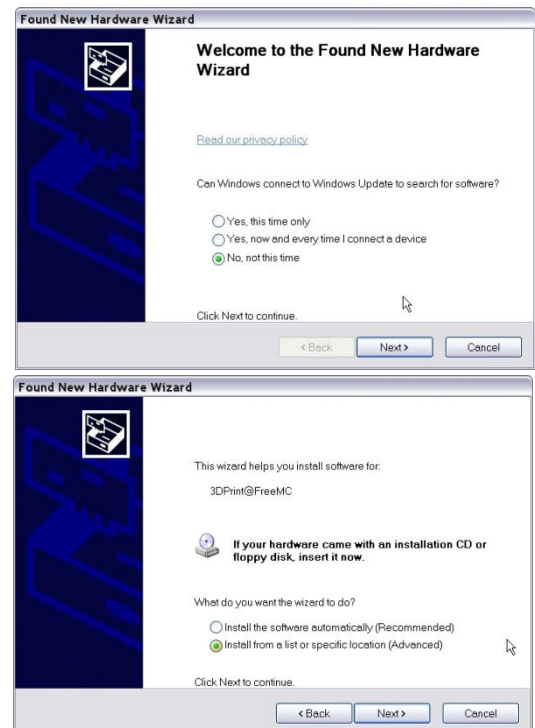 Found New Hardware Wizard
Welcome to the Found New Hardware
Wizard
Read our privacy policy
Can Windows connect to Windows Update to search for software?
Yes, this time only
Yes, now and every time I connect a device
No, not this time
Click Next to continue.
< Back
Next >
Cancel
Found New Hardware Wizard
This wizard helps you install software for:
3DPrint@FreeMC
If your hardware came with an installation CD or
floppy disk, insert it now.
What do you want the wizard to do?
Install the software automatically (Recommended)
Install from a list or specific location (Advanced)
Click Next to continue.
< Back
Next >
Cancel